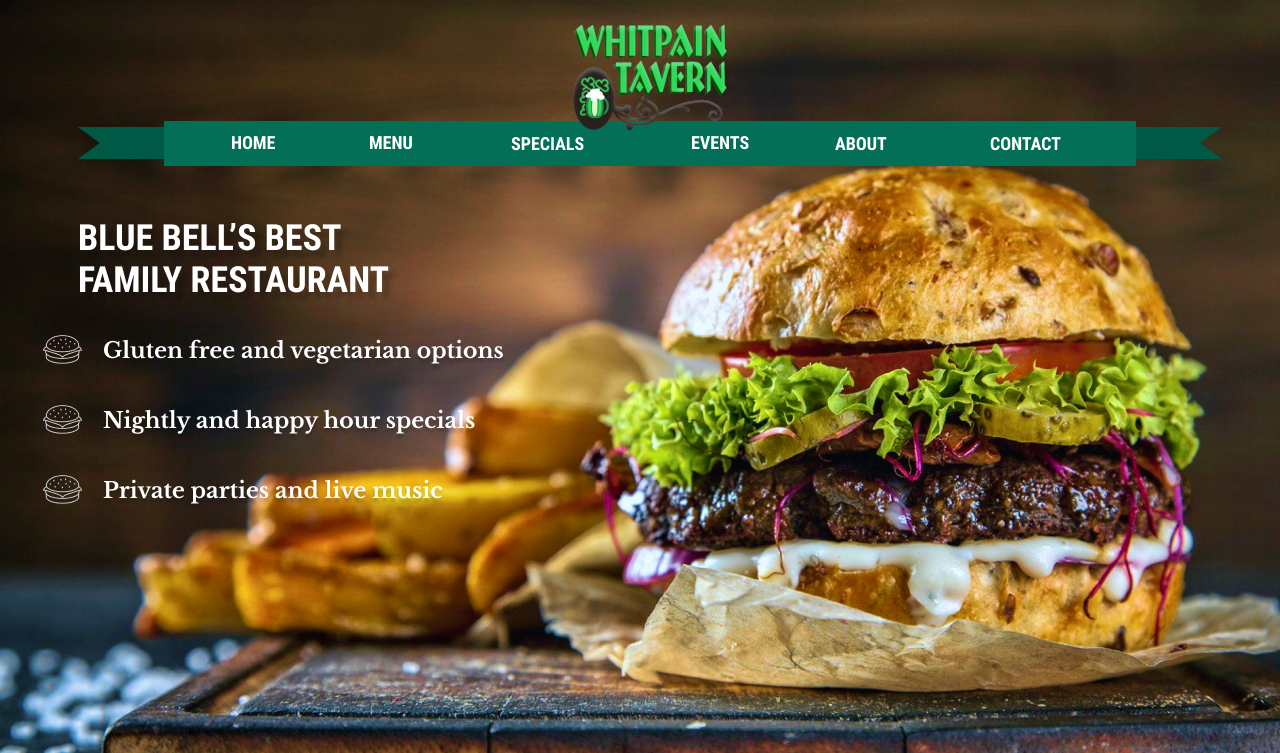 WHITPAIN
TAVERN
HOME MENU SPECIALS EVENTS ABOUT CONTACT
BLUE BELL’S BEST
FAMILY RESTAURANT
Gluten free and vegetarian options
Nightly and happy hour specials
Private parties and live music